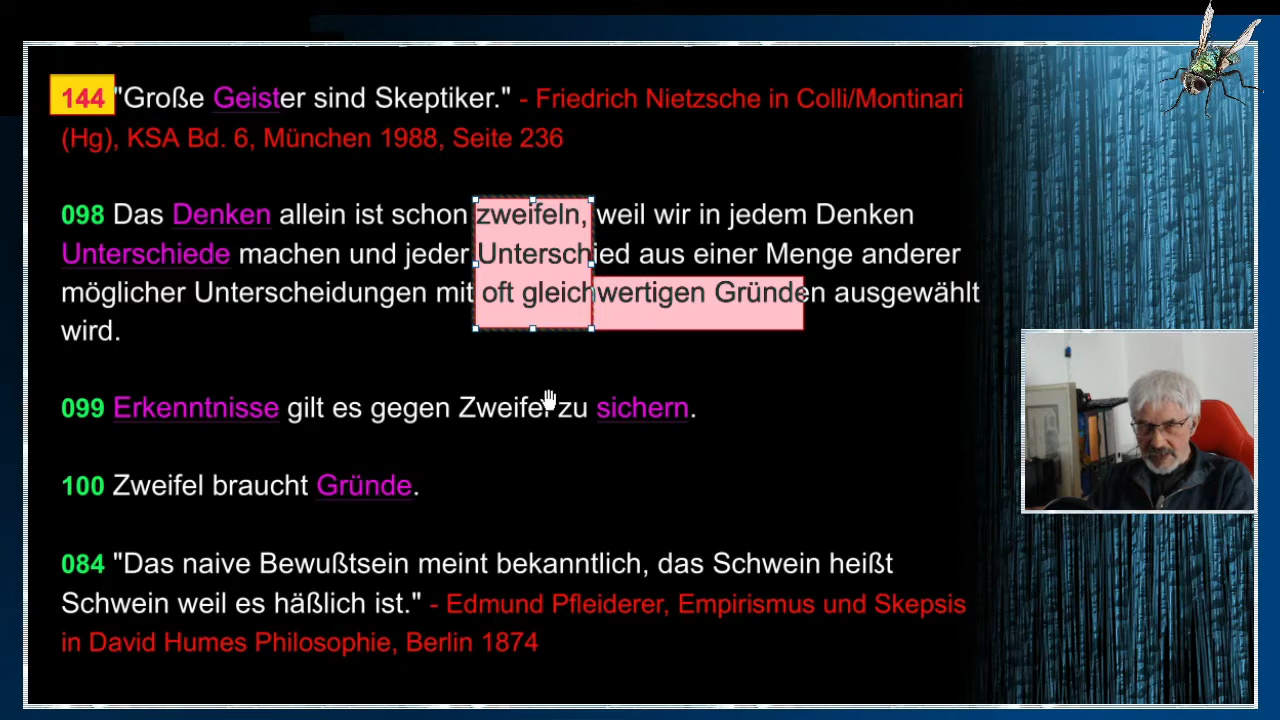 144 "Große Geister sind Skeptiker." - Friedrich Nietzsche in Colli/Montinari
(Hg), KSA Bd. 6, München 1988, Seite 236
098 Das Denken allein ist schon zweifeln, weil wir in jedem Denken
Unterschiede machen und jeder Unterschied aus einer Menge anderer
möglicher Unterscheidungen mit oft gleichwertigen Gründen ausgewählt
wird.
099 Erkenntnisse gilt es gegen Zweifel zu sichern.
100 Zweifel braucht Gründe.
084 "Das naive Bewußtsein meint bekanntlich, das Schwein heißt
Schwein weil es häßlich ist." - Edmund Pfleiderer, Empirismus und Skepsis
in David Humes Philosophie, Berlin 1874